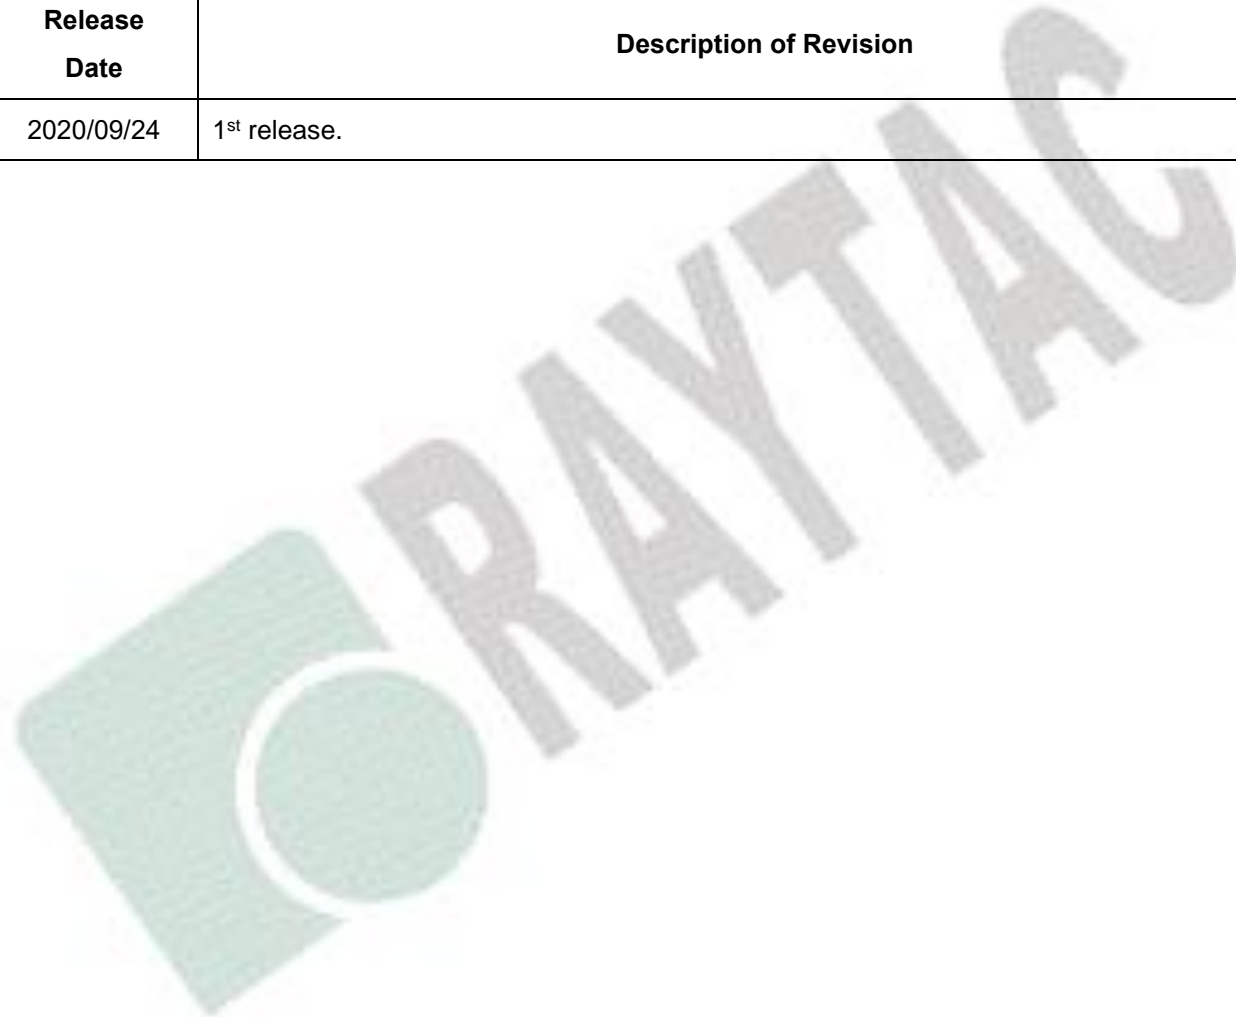 Release
Date
Description of Revision
2020/09/24
1st release.
RAYTAC